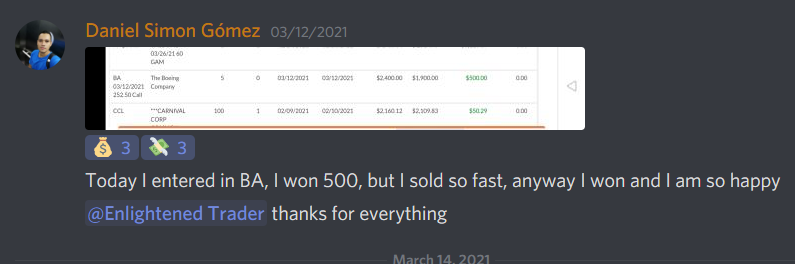 Daniel Simon Gómez 03/12/2021
03/26/21 60
GAM
BA The Boeing 5 0 03/12/2021 03/12/2021 $2,400.00 $1,900.00 $500.00 0.00
03/12/2021 Company
252.50 Call
CCL ***CARNIVAL 100 1 02/09/2021 02/10/2021 $2,160.12 $2,109.83 $50.29 0.00
CORP
💰 3 💸 3
Today I entered in BA, I won 500, but I sold so fast, anyway I won and I am so happy
@Enlightened Trader thanks for everything
March 14, 2021